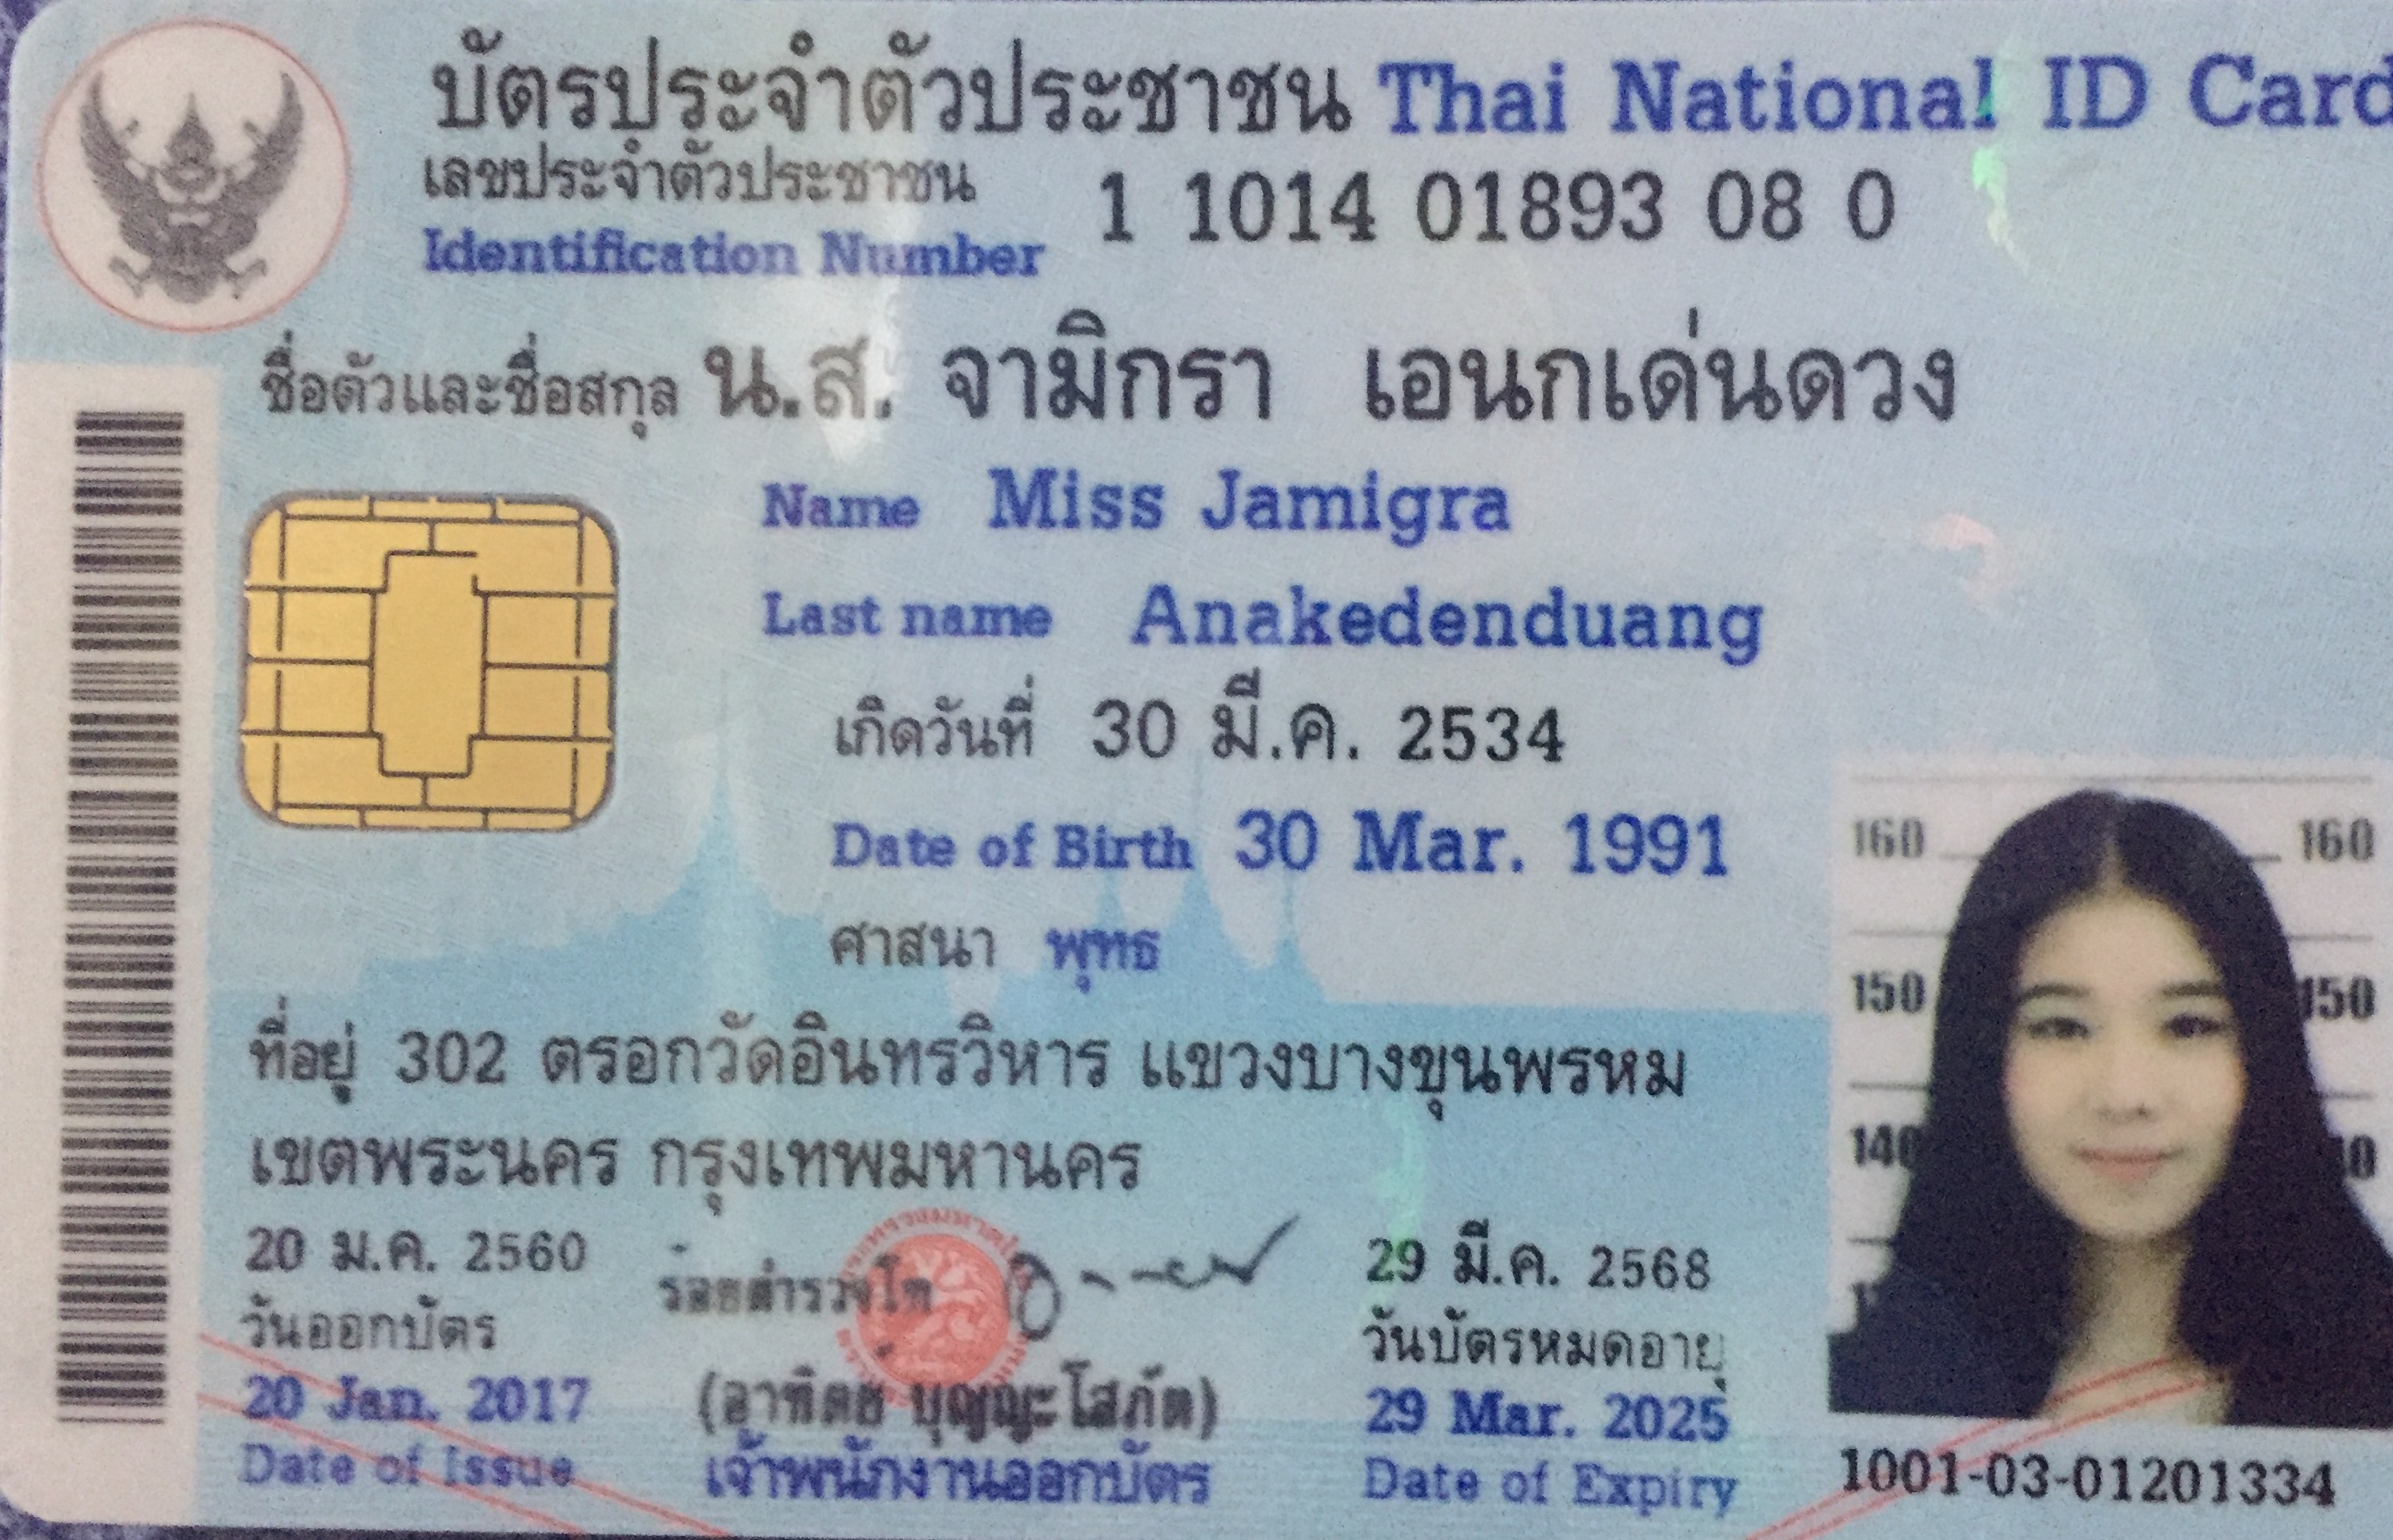 บัตรประจำตัวประชาชน Thai National ID Card
เลขประจำตัวประชาชน
Identification Number
1 1014 01893 08 0
ชื่อตัวและชื่อสกุล น.ส. จามิกรา เอนกเด่นดวง
Name Miss Jamigra
Last name Anakedenduang
เกิดวันที่ 30 มี.ค. 2534
Date of Birth 30 Mar. 1991
ศาสนา พุทธ
ที่อยู่ 302 ตรอกวัดอินทรวิหาร แขวงบางขุนพรหม
เขตพระนคร กรุงเทพมหานคร
20 ม.ค. 2560
วันออกบัตร
20 Jan. 2017
Date of Issue
ร้อยตำรวจโท
(อาทิตย์ บุญญะโสภัต)
เจ้าพนักงานออกบัตร
29 มี.ค. 2568
วันบัตรหมดอายุ
29 Mar. 2025
Date of Expiry
160 160
150 150
140
1001-03-01201334